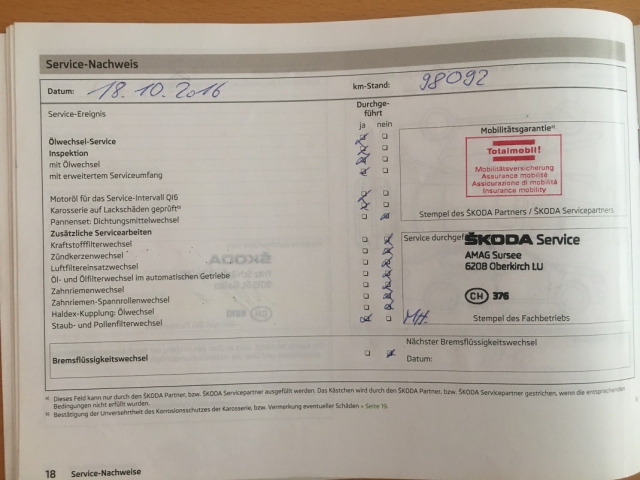 Service-Nachweis
Datum: 18.10.2016 km-Stand: 98092
Service-Ereignis
Durchge-
führt
ja nein
Ölwechsel-Service
Inspektion
mit Ölwechsel
mit erweitertem Serviceumfang
Motoröl für das Service-Intervall QI6
Karosserie auf Lackschäden geprüft b)
Pannenset: Dichtungsmittelwechsel
Zusätzliche Servicearbeiten
Kraftstofffilterwechsel
Zündkerzenwechsel
Luftfiltereinsatzwechsel
Öl- und Ölfilterwechsel im automatischen Getriebe
Zahnriemenwechsel
Zahnriemen-Spannrollenwechsel
Haldex-Kupplung: Ölwechsel
Staub- und Pollenfilterwechsel
Mobilitätsgarantie a)
Totalmobil!
Mobilitätsversicherung
Assurance mobilité
Assicurazione di mobilità
Insurance mobility
Stempel des ŠKODA Partners / ŠKODA Servicepartners
Service durchgef
ŠKODA Service
AMAG Sursee
6208 Oberkirch LU
CH 376
Stempel des Fachbetriebs
Bremsflüssigkeitswechsel
Nächster Bremsflüssigkeitswechsel
Datum:
a) Dieses Feld kann nur durch den ŠKODA Partner, bzw. ŠKODA Servicepartner ausgefüllt werden. Das Kästchen wird durch den ŠKODA Partner, bzw. ŠKODA Servicepartner gestrichen, wenn die entsprechenden
Bedingungen nicht erfüllt wurden.
b) Bestätigung der Unversehrtheit des Korrosionsschutzes der Karosserie, bzw. Vermerkung eventueller Schäden » Seite 19.
18 Service-Nachweise